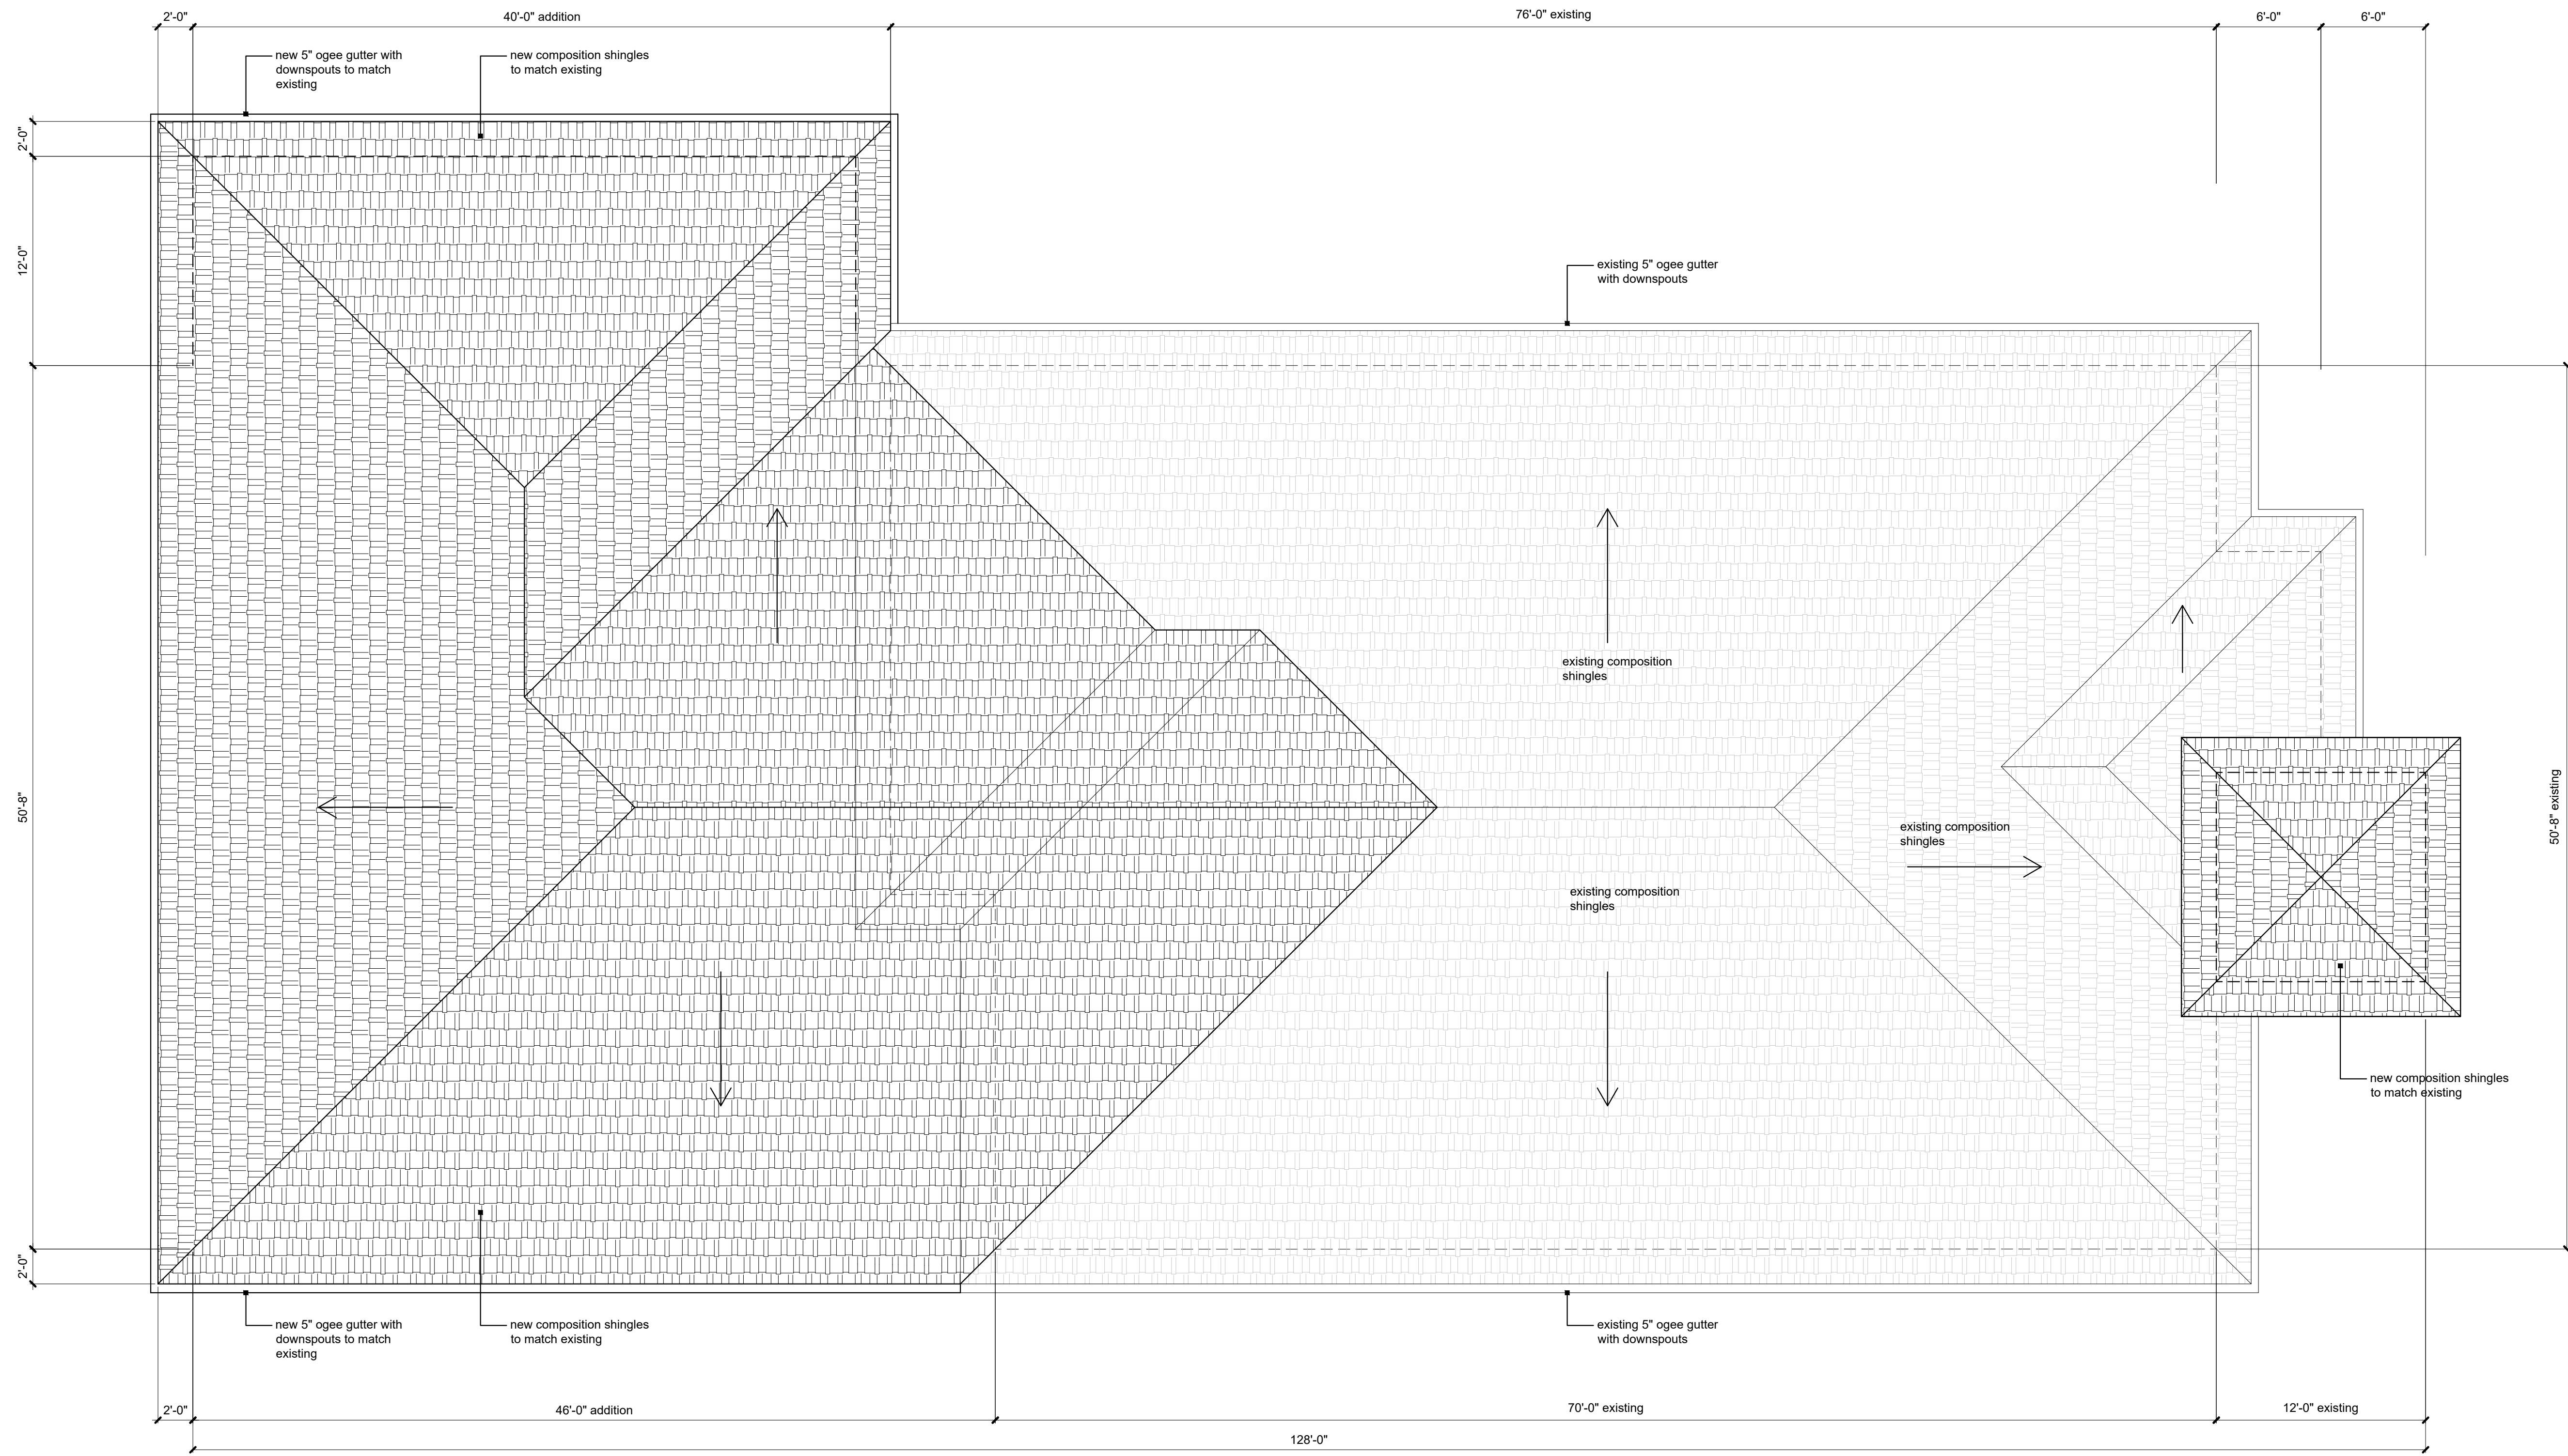 2'-0"
40'-0" addition
76'-0" existing
6'-0"
6'-0"
new 5" ogee gutter with
downspouts to match
existing
new composition shingles
to match existing
2'-0"
12'-0"
existing 5" ogee gutter
with downspouts
existing composition
shingles
50'-8"
existing composition
shingles
50'-8" existing
existing composition
shingles
new composition shingles
to match existing
2'-0"
new 5" ogee gutter with
downspouts to match
existing
new composition shingles
to match existing
existing 5" ogee gutter
with downspouts
2'-0"
46'-0" addition
70'-0" existing
12'-0" existing
128'-0"